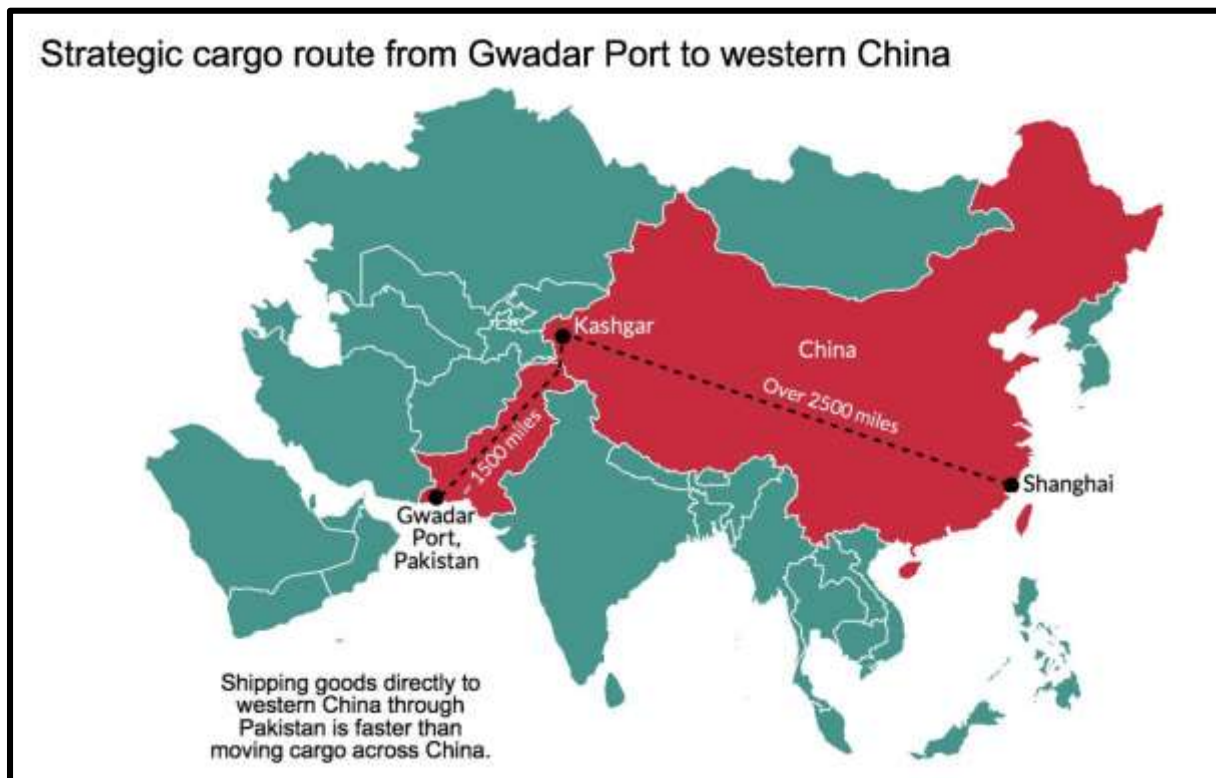 Strategic cargo route from Gwadar Port to western China
Kashgar
China
Over 2500 miles
1500 miles
Shanghai
Gwadar
Port,
Pakistan
Shipping goods directly to
western China through
Pakistan is faster than
moving cargo across China.